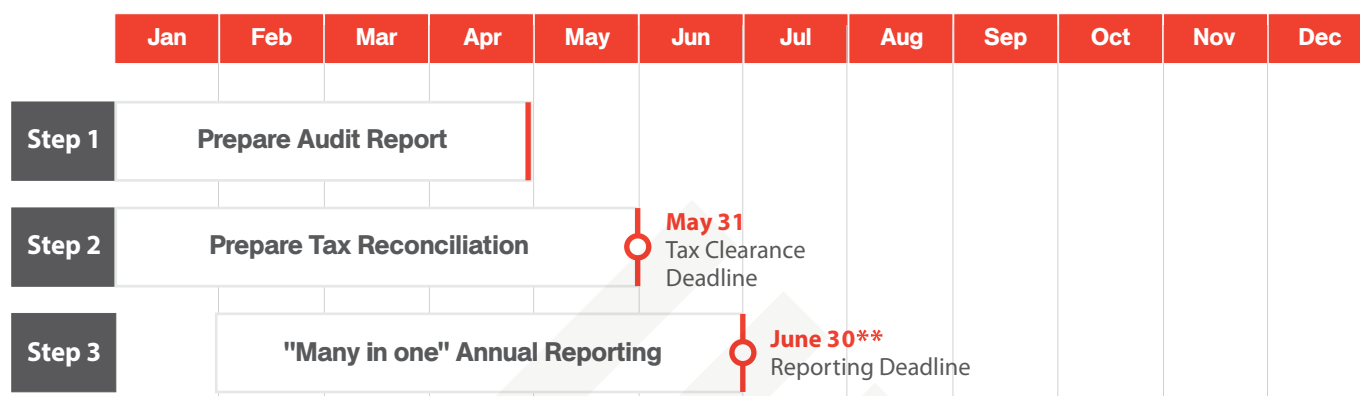 Jan Feb Mar Apr May Jun Jul Aug Sep Oct Nov Dec
Step 1 Prepare Audit Report
Step 2 Prepare Tax Reconciliation
May 31
Tax Clearance
Deadline
Step 3 "Many in one" Annual Reporting
June 30**
Reporting Deadline